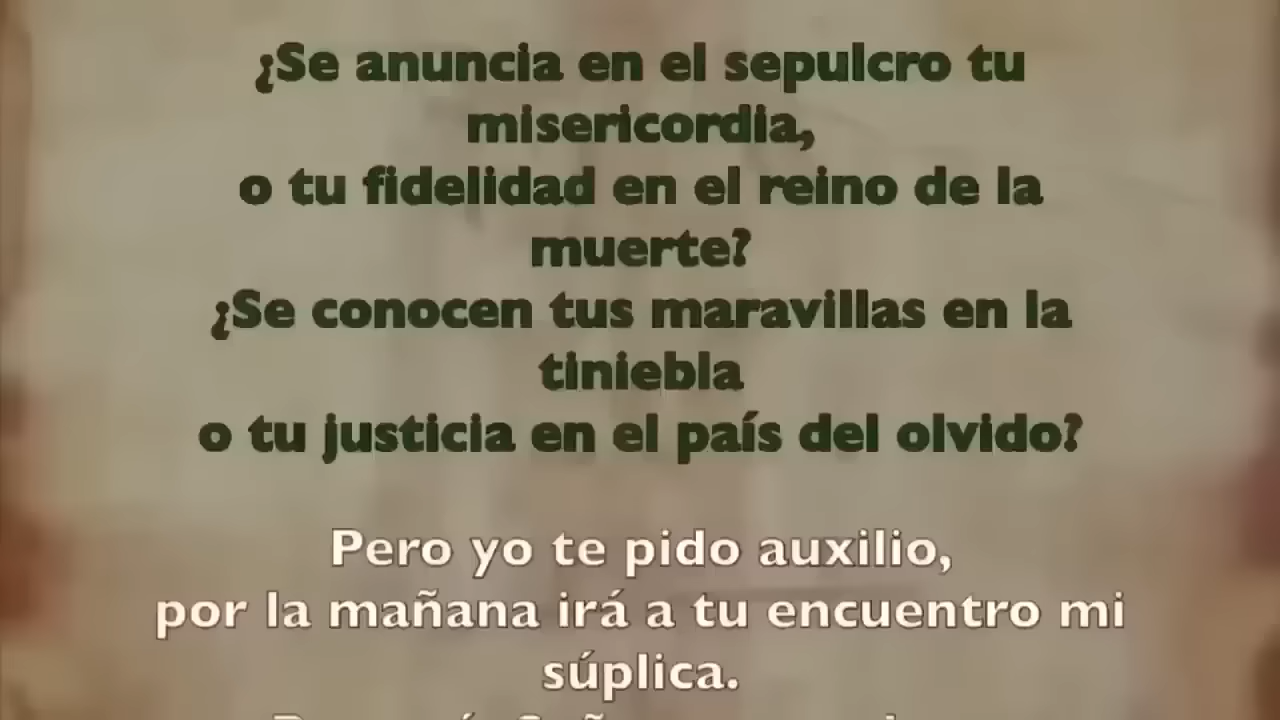 ¿Se anuncia en el sepulcro tu
misericordia,
o tu fidelidad en el reino de la
muerte?
¿Se conocen tus maravillas en la
tiniebla
o tu justicia en el país del olvido?
Pero yo te pido auxilio,
por la mañana irá a tu encuentro mi
súplica.